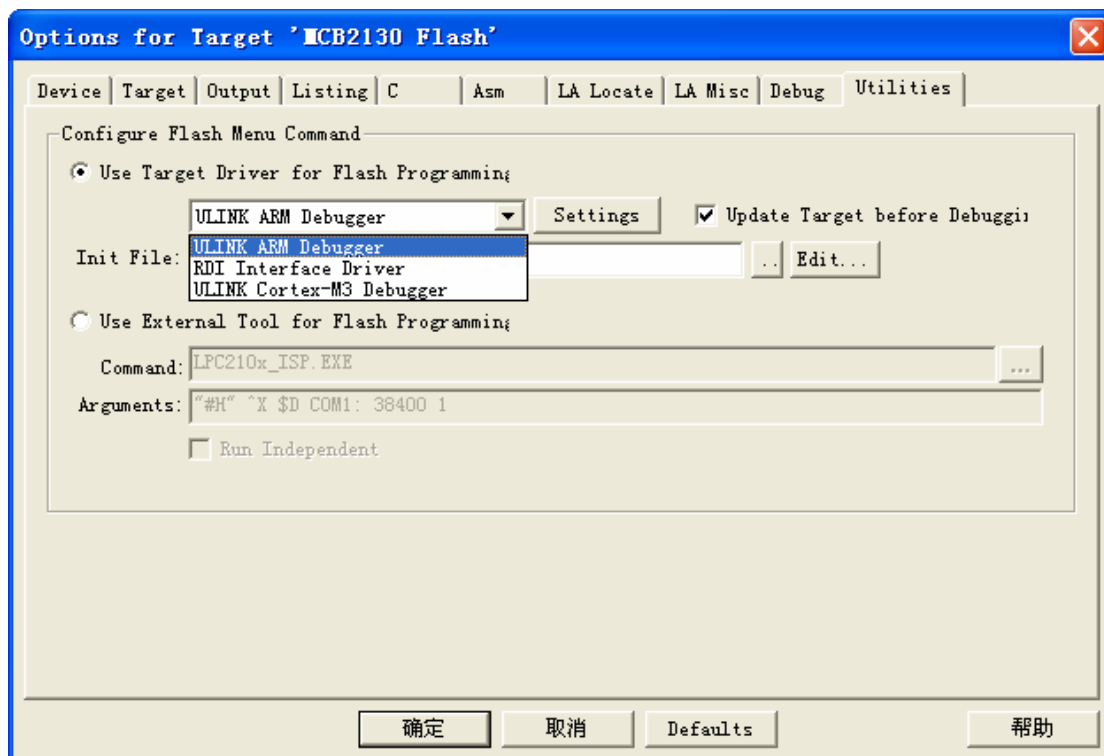 Options for Target 'MCB2130 Flash'
Device Target Output Listing C Asm LA Locate LA Misc Debug Utilities
Configure Flash Menu Command
Use Target Driver for Flash Programming
ULINK ARM Debugger Settings Update Target before Debuggin
ULINK ARM Debugger
Init File: .. Edit...
RDI Interface Driver
ULINK Cortex-M3 Debugger
Use External Tool for Flash Programming
Command: LPC210x_ISP.EXE ...
Arguments: "#H" ^X $D COM1: 38400 1
Run Independent
确定 取消 Defaults 帮助